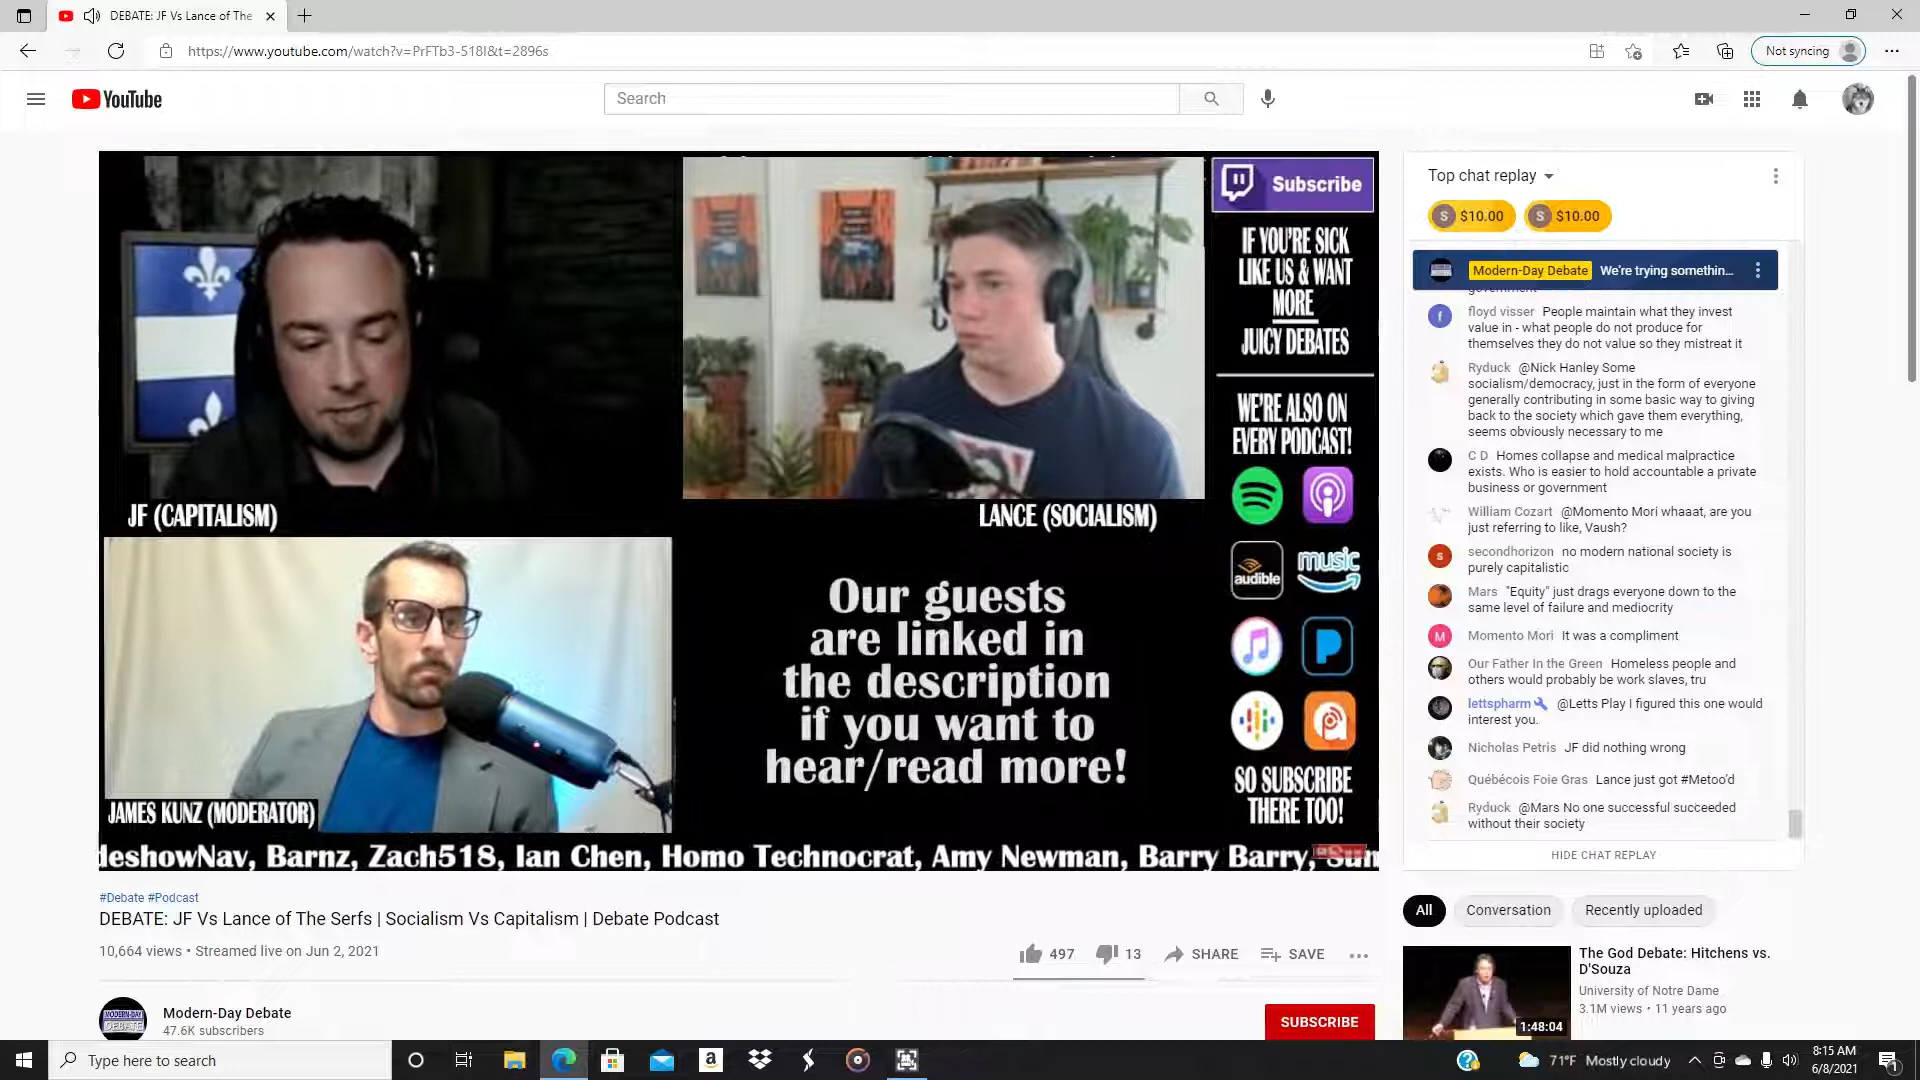 DEBATE: JF Vs Lance of The
https://www.youtube.com/watch?v=PrFTb3-518I&t=2896s
Not syncing
YouTube
Search
JF (CAPITALISM)
LANCE (SOCIALISM)
JAMES KUNZ (MODERATOR)
Our guests
are linked in
the description
if you want to
hear/read more!
Subscribe
IF YOU'RE SICK
LIKE US & WANT
MORE
JUICY DEBATES
WE'RE ALSO ON
EVERY PODCAST!
audible
music
SO SUBSCRIBE
THERE TOO!
deshowNav, Barnz, Zach518, Ian Chen, Homo Technocrat, Amy Newman, Barry Barry,
Top chat replay
S $10.00
S $10.00
Modern-Day Debate We're trying somethin...
government
f floyd visser People maintain what they invest
value in - what people do not produce for
themselves they do not value so they mistreat it
Ryduck @Nick Hanley Some
socialism/democracy, just in the form of everyone
generally contributing in some basic way to giving
back to the society which gave them everything,
seems obviously necessary to me
C D Homes collapse and medical malpractice
exists. Who is easier to hold accountable a private
business or government
William Cozart @Momento Mori whaaat, are you
just referring to like, Vaush?
s secondhorizon no modern national society is
purely capitalistic
Mars "Equity" just drags everyone down to the
same level of failure and mediocrity
M Momento Mori It was a compliment
Our Father In the Green Homeless people and
others would probably be work slaves, tru
lettspharm @Letts Play I figured this one would
interest you.
Nicholas Petris JF did nothing wrong
Québécois Foie Gras Lance just got #Metoo'd
Ryduck @Mars No one successful succeeded
without their society
HIDE CHAT REPLAY
#Debate #Podcast
DEBATE: JF Vs Lance of The Serfs | Socialism Vs Capitalism | Debate Podcast
10,664 views • Streamed live on Jun 2, 2021
497
13
SHARE
SAVE
MODERN-DAY
DEBATE
Modern-Day Debate
47.6K subscribers
SUBSCRIBE
All
Conversation
Recently uploaded
The God Debate: Hitchens vs.
D'Souza
University of Notre Dame
3.1M views • 11 years ago
1:48:04
Type here to search
71°F Mostly cloudy
8:15 AM
6/8/2021
1